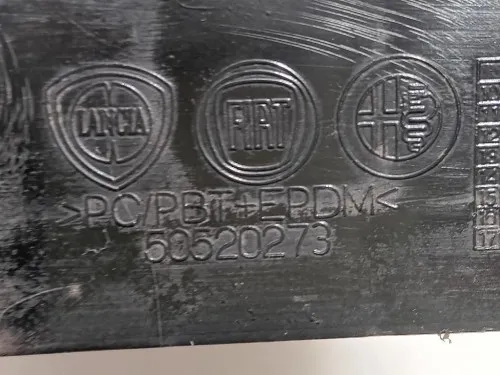 LANCIA
FIAT
>PC/PBT+EPDM<
50520273